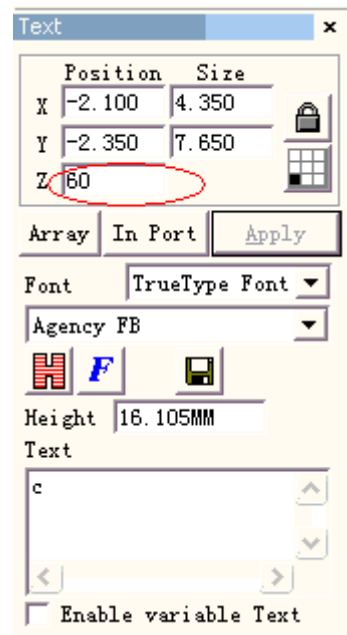 Text
Position Size
X -2.100 4.350
Y -2.350 7.650
Z 60
Array In Port Apply
Font TrueType Font
Agency FB
H F
Height 16.105MM
Text
c
Enable variable Text